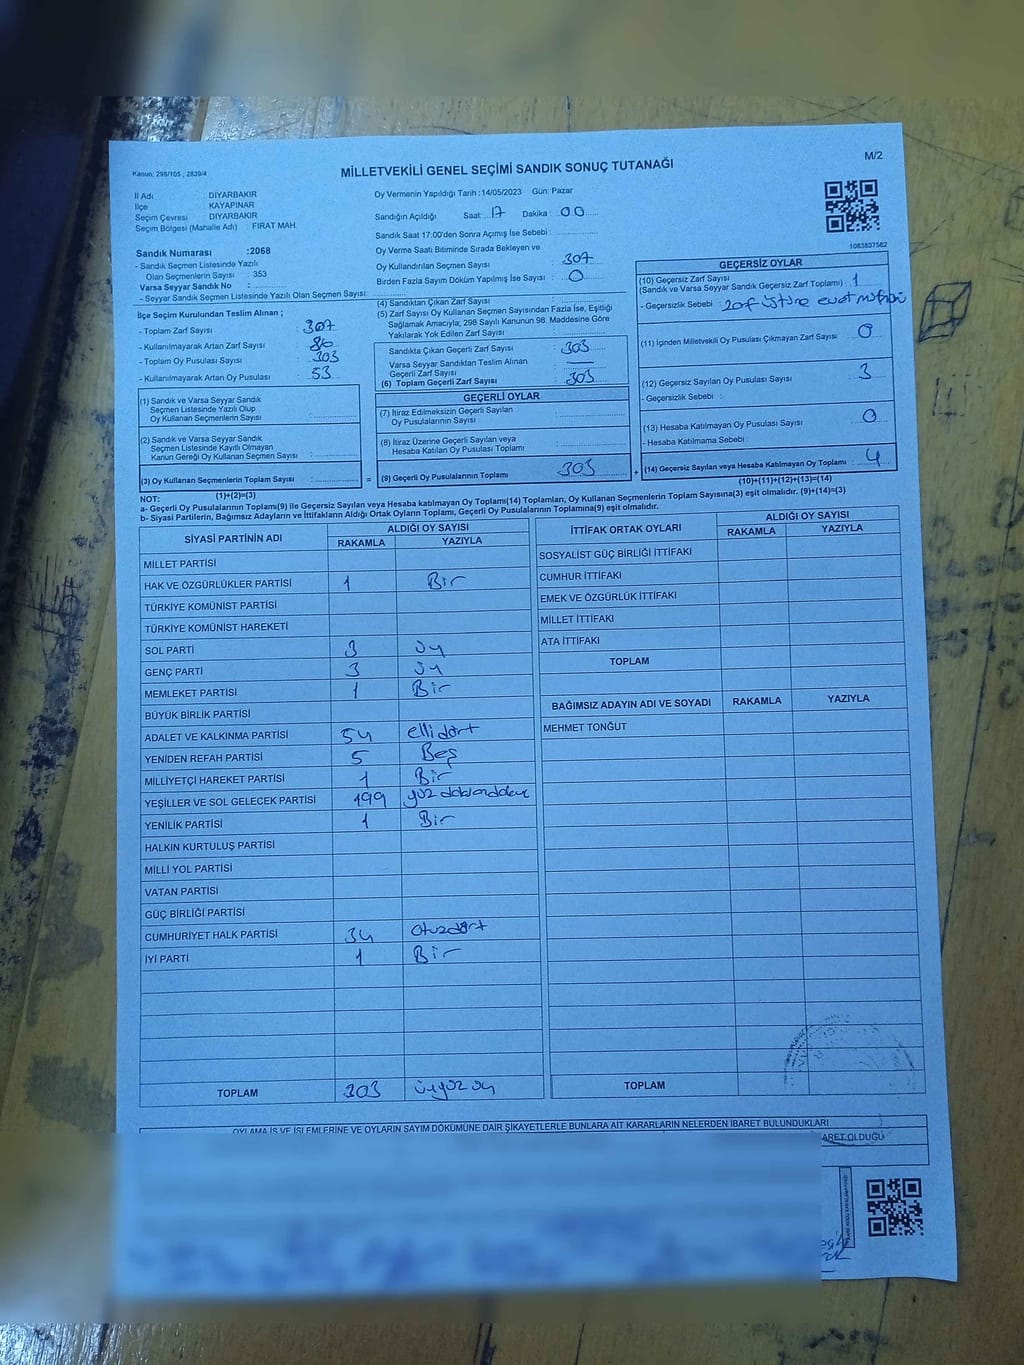 Kanun; 298/105 , 2839/4
MİLLETVEKİLİ GENEL SEÇİMİ SANDIK SONUÇ TUTANAĞI
M/2
İl Adı : DİYARBAKIR
İlçe : KAYAPINAR
Seçim Çevresi : DİYARBAKIR
Seçim Bölgesi (Mahalle Adı) : FIRAT MAH.
Sandık Numarası :2068
- Sandık Seçmen Listesinde Yazılı
Olan Seçmenlerin Sayısı : 353
Varsa Seyyar Sandık No :
- Seyyar Sandık Seçmen Listesinde Yazılı Olan Seçmen Sayısı:
Oy Vermenin Yapıldığı Tarih :14/05/2023 Gün: Pazar
Sandığın Açıldığı Saat: 17 Dakika : 00
Sandık Saat 17:00'den Sonra Açımış İse Sebebi :
Oy Verme Saati Bitiminde Sırada Bekleyen ve
Oy Kullandırılan Seçmen Sayısı : 307
Birden Fazla Sayım Döküm Yapılmış İse Sayısı : 0
1083837582
İlçe Seçim Kurulundan Teslim Alınan ;
- Toplam Zarf Sayısı : 307
- Kullanılmayarak Artan Zarf Sayısı :
- Toplam Oy Pusulası Sayısı : 303
- Kullanılmayarak Artan Oy Pusulası : 53
(1) Sandık ve Varsa Seyyar Sandık
Seçmen Listesinde Yazılı Olup
Oy Kullanan Seçmenlerin Sayısı :
(2) Sandık ve Varsa Seyyar Sandık
Seçmen Listesinde Kayıtlı Olmayan
Kanun Gereği Oy Kullanan Seçmen Sayısı :
(3) Oy Kullanan Seçmenlerin Toplam Sayısı :
(1)+(2)=(3)
(4) Sandıktan Çıkan Zarf Sayısı :
(5) Zarf Sayısı Oy Kullanan Seçmen Sayısından Fazla İse, Eşitliği
Sağlamak Amacıyla; 298 Sayılı Kanunun 98. Maddesine Göre
Yakılarak Yok Edilen Zarf Sayısı :
Sandıkta Çıkan Geçerli Zarf Sayısı : 303
Varsa Seyyar Sandıktan Teslim Alınan
Geçerli Zarf Sayısı :
(6) Toplam Geçerli Zarf Sayısı : 303
GEÇERLİ OYLAR
(7) İtiraz Edilmeksizin Geçerli Sayılan
Oy Pusulalarının Sayısı :
(8) İtiraz Üzerine Geçerli Sayılan veya
Hesaba Katılan Oy Pusulası Toplamı :
= (9) Geçerli Oy Pusulalarının Toplamı : 303
GEÇERSİZ OYLAR
(10) Geçersiz Zarf Sayısı
(Sandık ve Varsa Seyyar Sandık Geçersiz Zarf Toplamı) : 1
- Geçersizlik Sebebi : zarf üstüne evet mührü
(11) İçinden Milletvekili Oy Pusulası Çıkmayan Zarf Sayısı : 0
(12) Geçersiz Sayılan Oy Pusulası Sayısı : 3
- Geçersizlik Sebebi :
(13) Hesaba Katılmayan Oy Pusulası Sayısı : 0
- Hesaba Katılmama Sebebi :
+ (14) Geçersiz Sayılan veya Hesaba Katılmayan Oy Toplamı : 4
(10)+(11)+(12)+(13)=(14)
NOT:
a- Geçerli Oy Pusulalarının Toplamı(9) ile Geçersiz Sayılan veya Hesaba katılmayan Oy Toplamı(14) Toplamları, Oy Kullanan Seçmenlerin Toplam Sayısına(3) eşit olmalıdır. (9)+(14)=(3)
b- Siyasi Partilerin, Bağımsız Adayların ve İttifakların Aldığı Ortak Oyların Toplamı, Geçerli Oy Pusulalarının Toplamına(9) eşit olmalıdır.
SİYASİ PARTİNİN ADI ALDIĞI OY SAYISI
RAKAMLA YAZIYLA
MİLLET PARTİSİ
HAK VE ÖZGÜRLÜKLER PARTİSİ 1 Bir
TÜRKİYE KOMÜNİST PARTİSİ
TÜRKİYE KOMÜNİST HAREKETİ
SOL PARTİ 3 üç
GENÇ PARTİ 3 üç
MEMLEKET PARTİSİ 1 Bir
BÜYÜK BİRLİK PARTİSİ
ADALET VE KALKINMA PARTİSİ 54 ellidört
YENİDEN REFAH PARTİSİ 5 Beş
MİLLİYETÇİ HAREKET PARTİSİ 1 Bir
YEŞİLLER VE SOL GELECEK PARTİSİ 199 yüz doksandokuz
YENİLİK PARTİSİ 1 Bir
HALKIN KURTULUŞ PARTİSİ
MİLLİ YOL PARTİSİ
VATAN PARTİSİ
GÜÇ BİRLİĞİ PARTİSİ
CUMHURİYET HALK PARTİSİ 34 otuzdört
İYİ PARTİ 1 Bir
TOPLAM 303 üçyüz üç
İTTİFAK ORTAK OYLARI ALDIĞI OY SAYISI
RAKAMLA YAZIYLA
SOSYALİST GÜÇ BİRLİĞİ İTTİFAKI
CUMHUR İTTİFAKI
EMEK VE ÖZGÜRLÜK İTTİFAKI
MİLLET İTTİFAKI
ATA İTTİFAKI
TOPLAM
BAĞIMSIZ ADAYIN ADI VE SOYADI RAKAMLA YAZIYLA
MEHMET TONĞUT
TOPLAM
OYLAMA İŞ VE İŞLEMLERİNE VE OYLARIN SAYIM DÖKÜMÜNE DAİR ŞİKAYETLERLE BUNLARA AİT KARARLARIN NELERDEN İBARET BULUNDUKLARI
BARET OLDUĞU